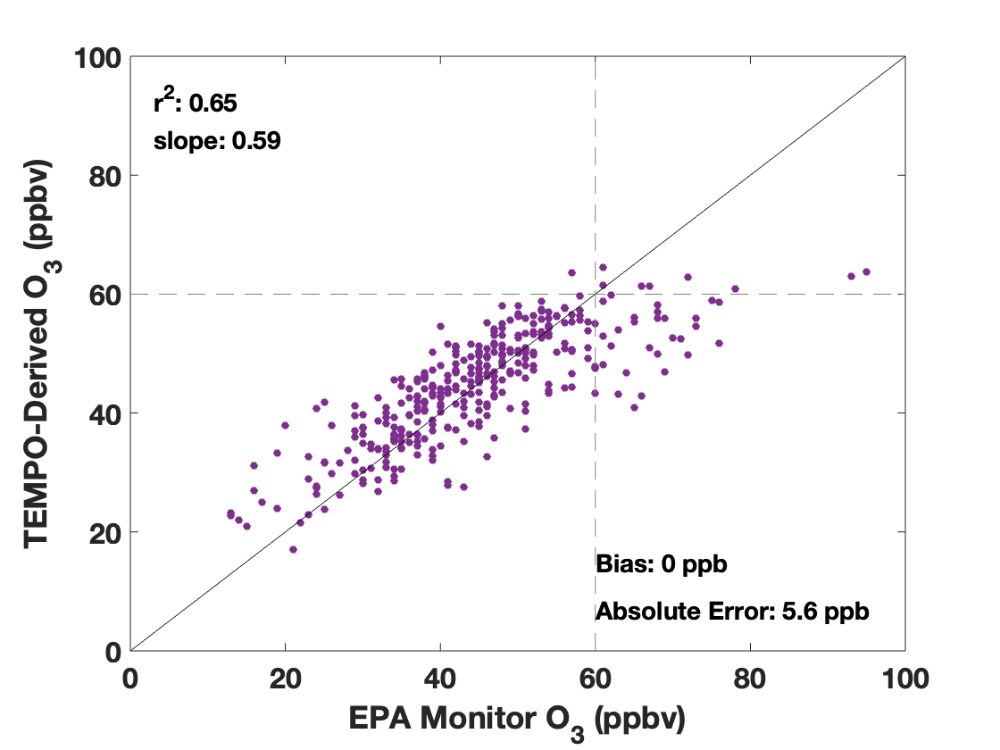 r²: 0.65
slope: 0.59
100
80
60
40
20
0
TEMPO-Derived O₃ (ppbv)
Bias: 0 ppb
Absolute Error: 5.6 ppb
0 20 40 60 80 100
EPA Monitor O₃ (ppbv)